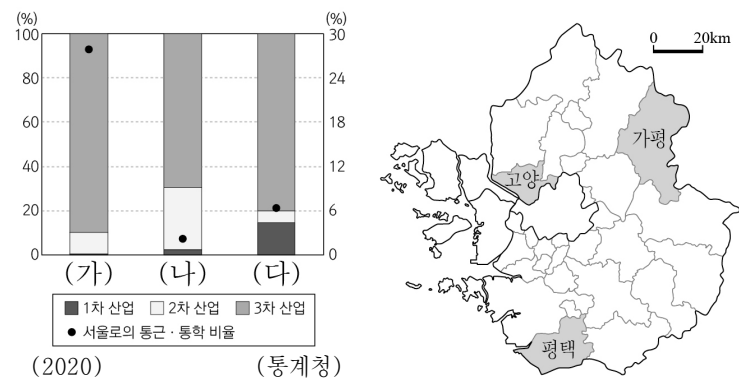 (%) (%)
100 30
80 24
60 18
40 12
20 6
0 0
(가) (나) (다)
1차 산업 2차 산업 3차 산업
서울로의 통근·통학 비율
(2020) (통계청)
0 20km
가평
고양
평택